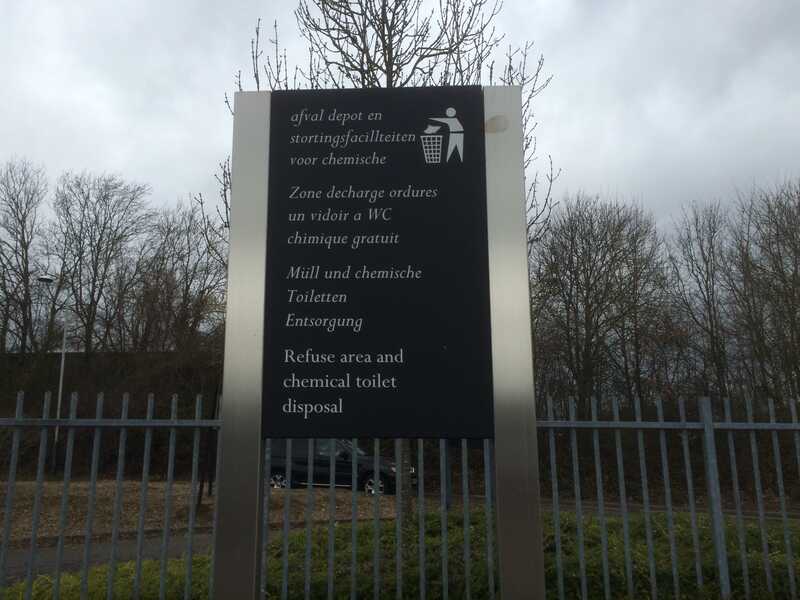 afval depot en
stortingsfacillteiten
voor chemische
Zone decharge ordures
un vidoir a WC
chimique gratuit
Müll und chemische
Toiletten
Entsorgung
Refuse area and
chemical toilet
disposal